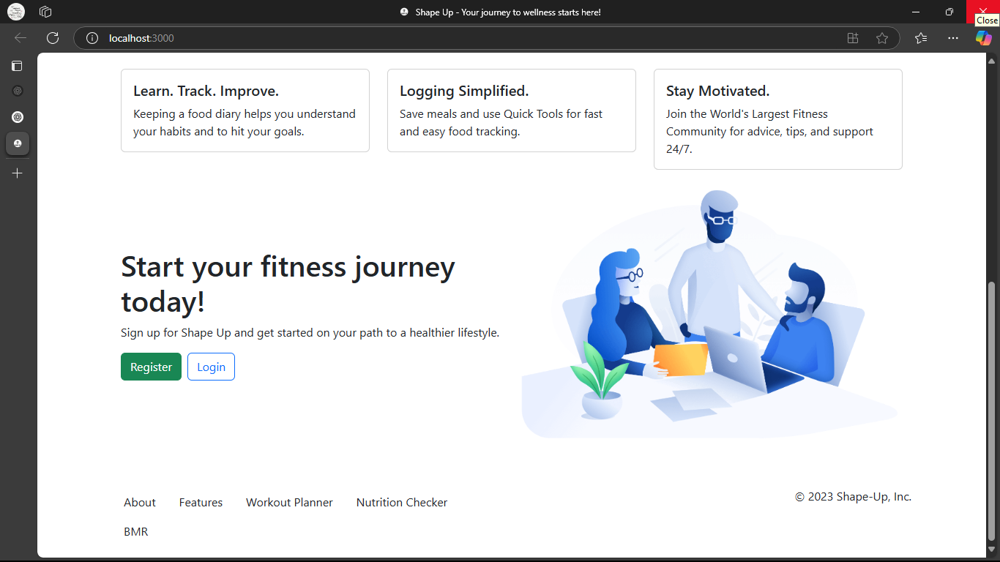 Shape Up - Your journey to wellness starts here!
Close
localhost:3000
Learn. Track. Improve.
Keeping a food diary helps you understand
your habits and to hit your goals.
Logging Simplified.
Save meals and use Quick Tools for fast
and easy food tracking.
Stay Motivated.
Join the World's Largest Fitness
Community for advice, tips, and support
24/7.
Start your fitness journey
today!
Sign up for Shape Up and get started on your path to a healthier lifestyle.
Register
Login
About
Features
Workout Planner
Nutrition Checker
© 2023 Shape-Up, Inc.
BMR